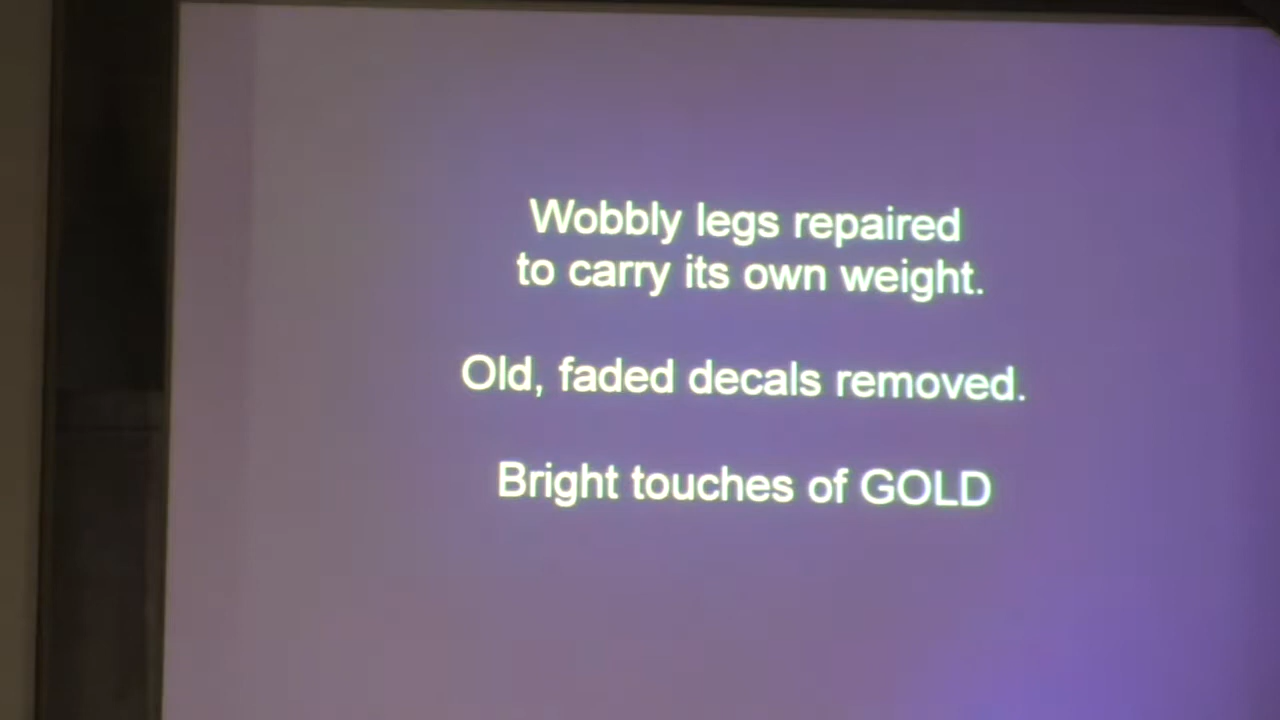 Wobbly legs repaired
to carry its own weight.
Old, faded decals removed.
Bright touches of GOLD